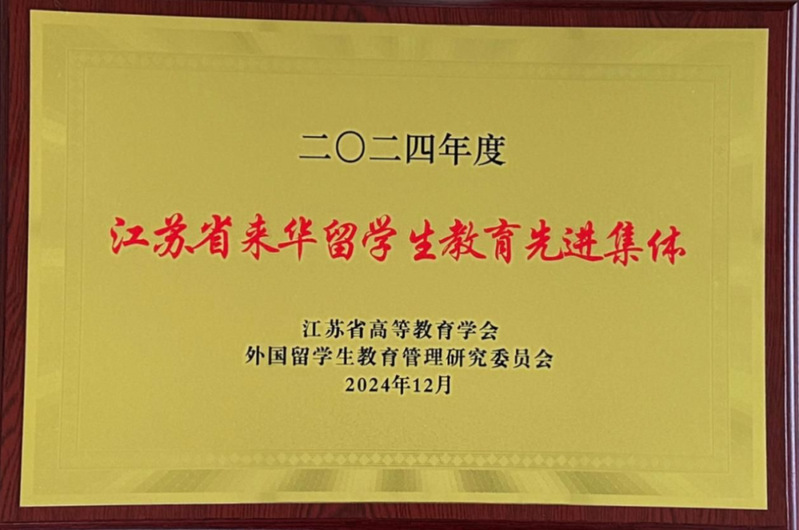 二〇二四年度
江苏省来华留学生教育先进集体
江苏省高等教育学会
外国留学生教育管理研究委员会
2024年12月